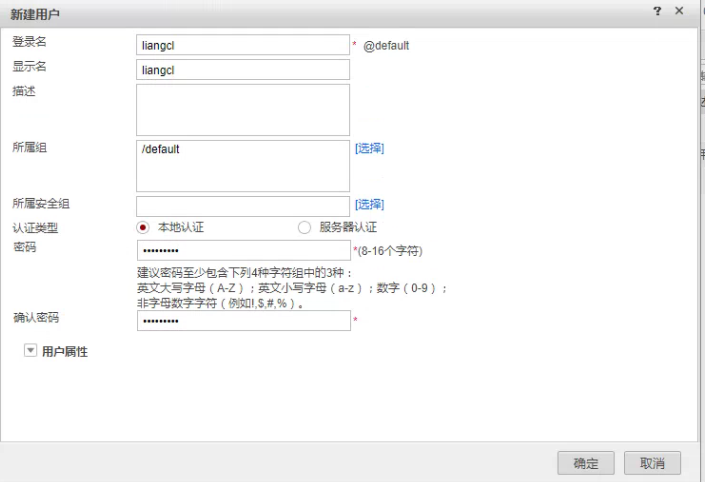 新建用户 ? ×
登录名 liangcl * @default
显示名 liangcl
描述
所属组 /default [选择]
所属安全组 [选择]
认证类型 本地认证 服务器认证
密码 ••••••••• *(8-16个字符)
建议密码至少包含下列4种字符组中的3种：
英文大写字母（A-Z）；英文小写字母（a-z）；数字（0-9）；
非字母数字字符（例如!,$,#,%）。
确认密码 ••••••••• *
用户属性
确定 取消